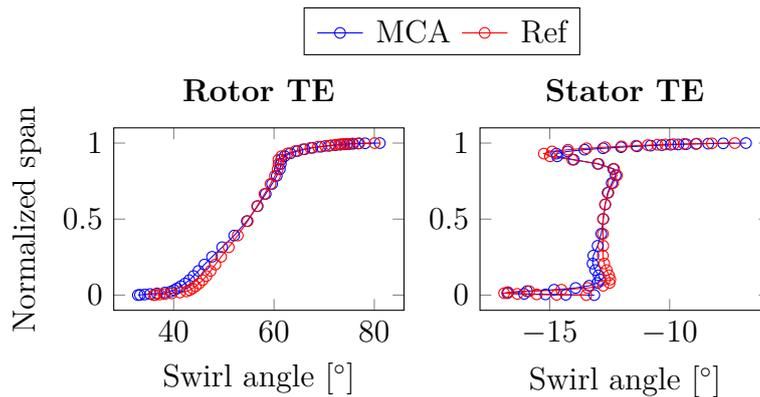 MCA Ref
Rotor TE
Stator TE
Normalized span
1
0.5
0
40 60 80
Swirl angle [°]
1
0.5
0
−15 −10
Swirl angle [°]